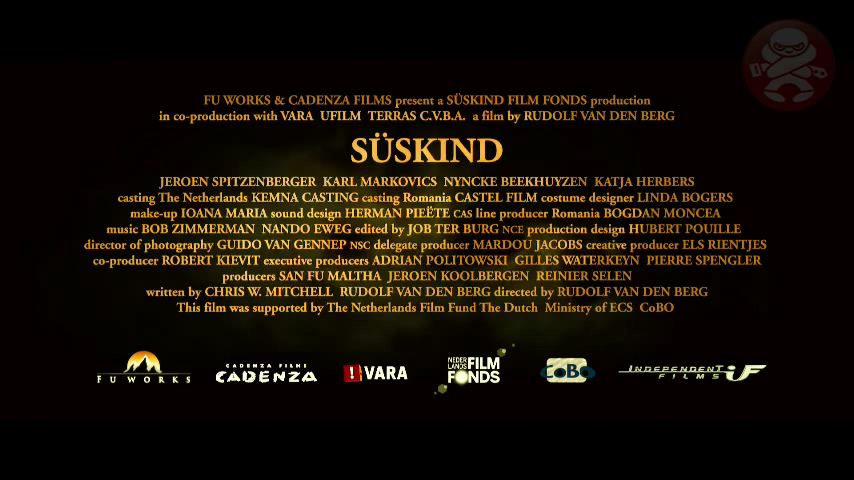 FU WORKS & CADENZA FILMS present a SÜSKIND FILM FONDS production
in co-production with VARA UFILM TERRAS C.V.B.A. a film by RUDOLF VAN DEN BERG
SÜSKIND
JEROEN SPITZENBERGER KARL MARKOVICS NYNCKE BEEKHUYZEN KATJA HERBERS
casting The Netherlands KEMNA CASTING casting Romania CASTEL FILM costume designer LINDA BOGERS
make-up IOANA MARIA sound design HERMAN PIEËTE CAS line producer Romania BOGDAN MONCEA
music BOB ZIMMERMAN NANDO EWEG edited by JOB TER BURG NCE production design HUBERT POUILLE
director of photography GUIDO VAN GENNEP NSC delegate producer MARDOU JACOBS creative producer ELS RIENTJES
co-producer ROBERT KIEVIT executive producers ADRIAN POLITOWSKI GILLES WATERKEYN PIERRE SPENGLER
producers SAN FU MALTHA JEROEN KOOLBERGEN REINIER SELEN
written by CHRIS W. MITCHELL RUDOLF VAN DEN BERG directed by RUDOLF VAN DEN BERG
This film was supported by The Netherlands Film Fund The Dutch Ministry of ECS CoBO
FU WORKS
CADENZA FILMS
CADENZA
! VARA
NEDER
LANDS FILM
FONDS
CoBO
INDEPENDENT
FILMS iF